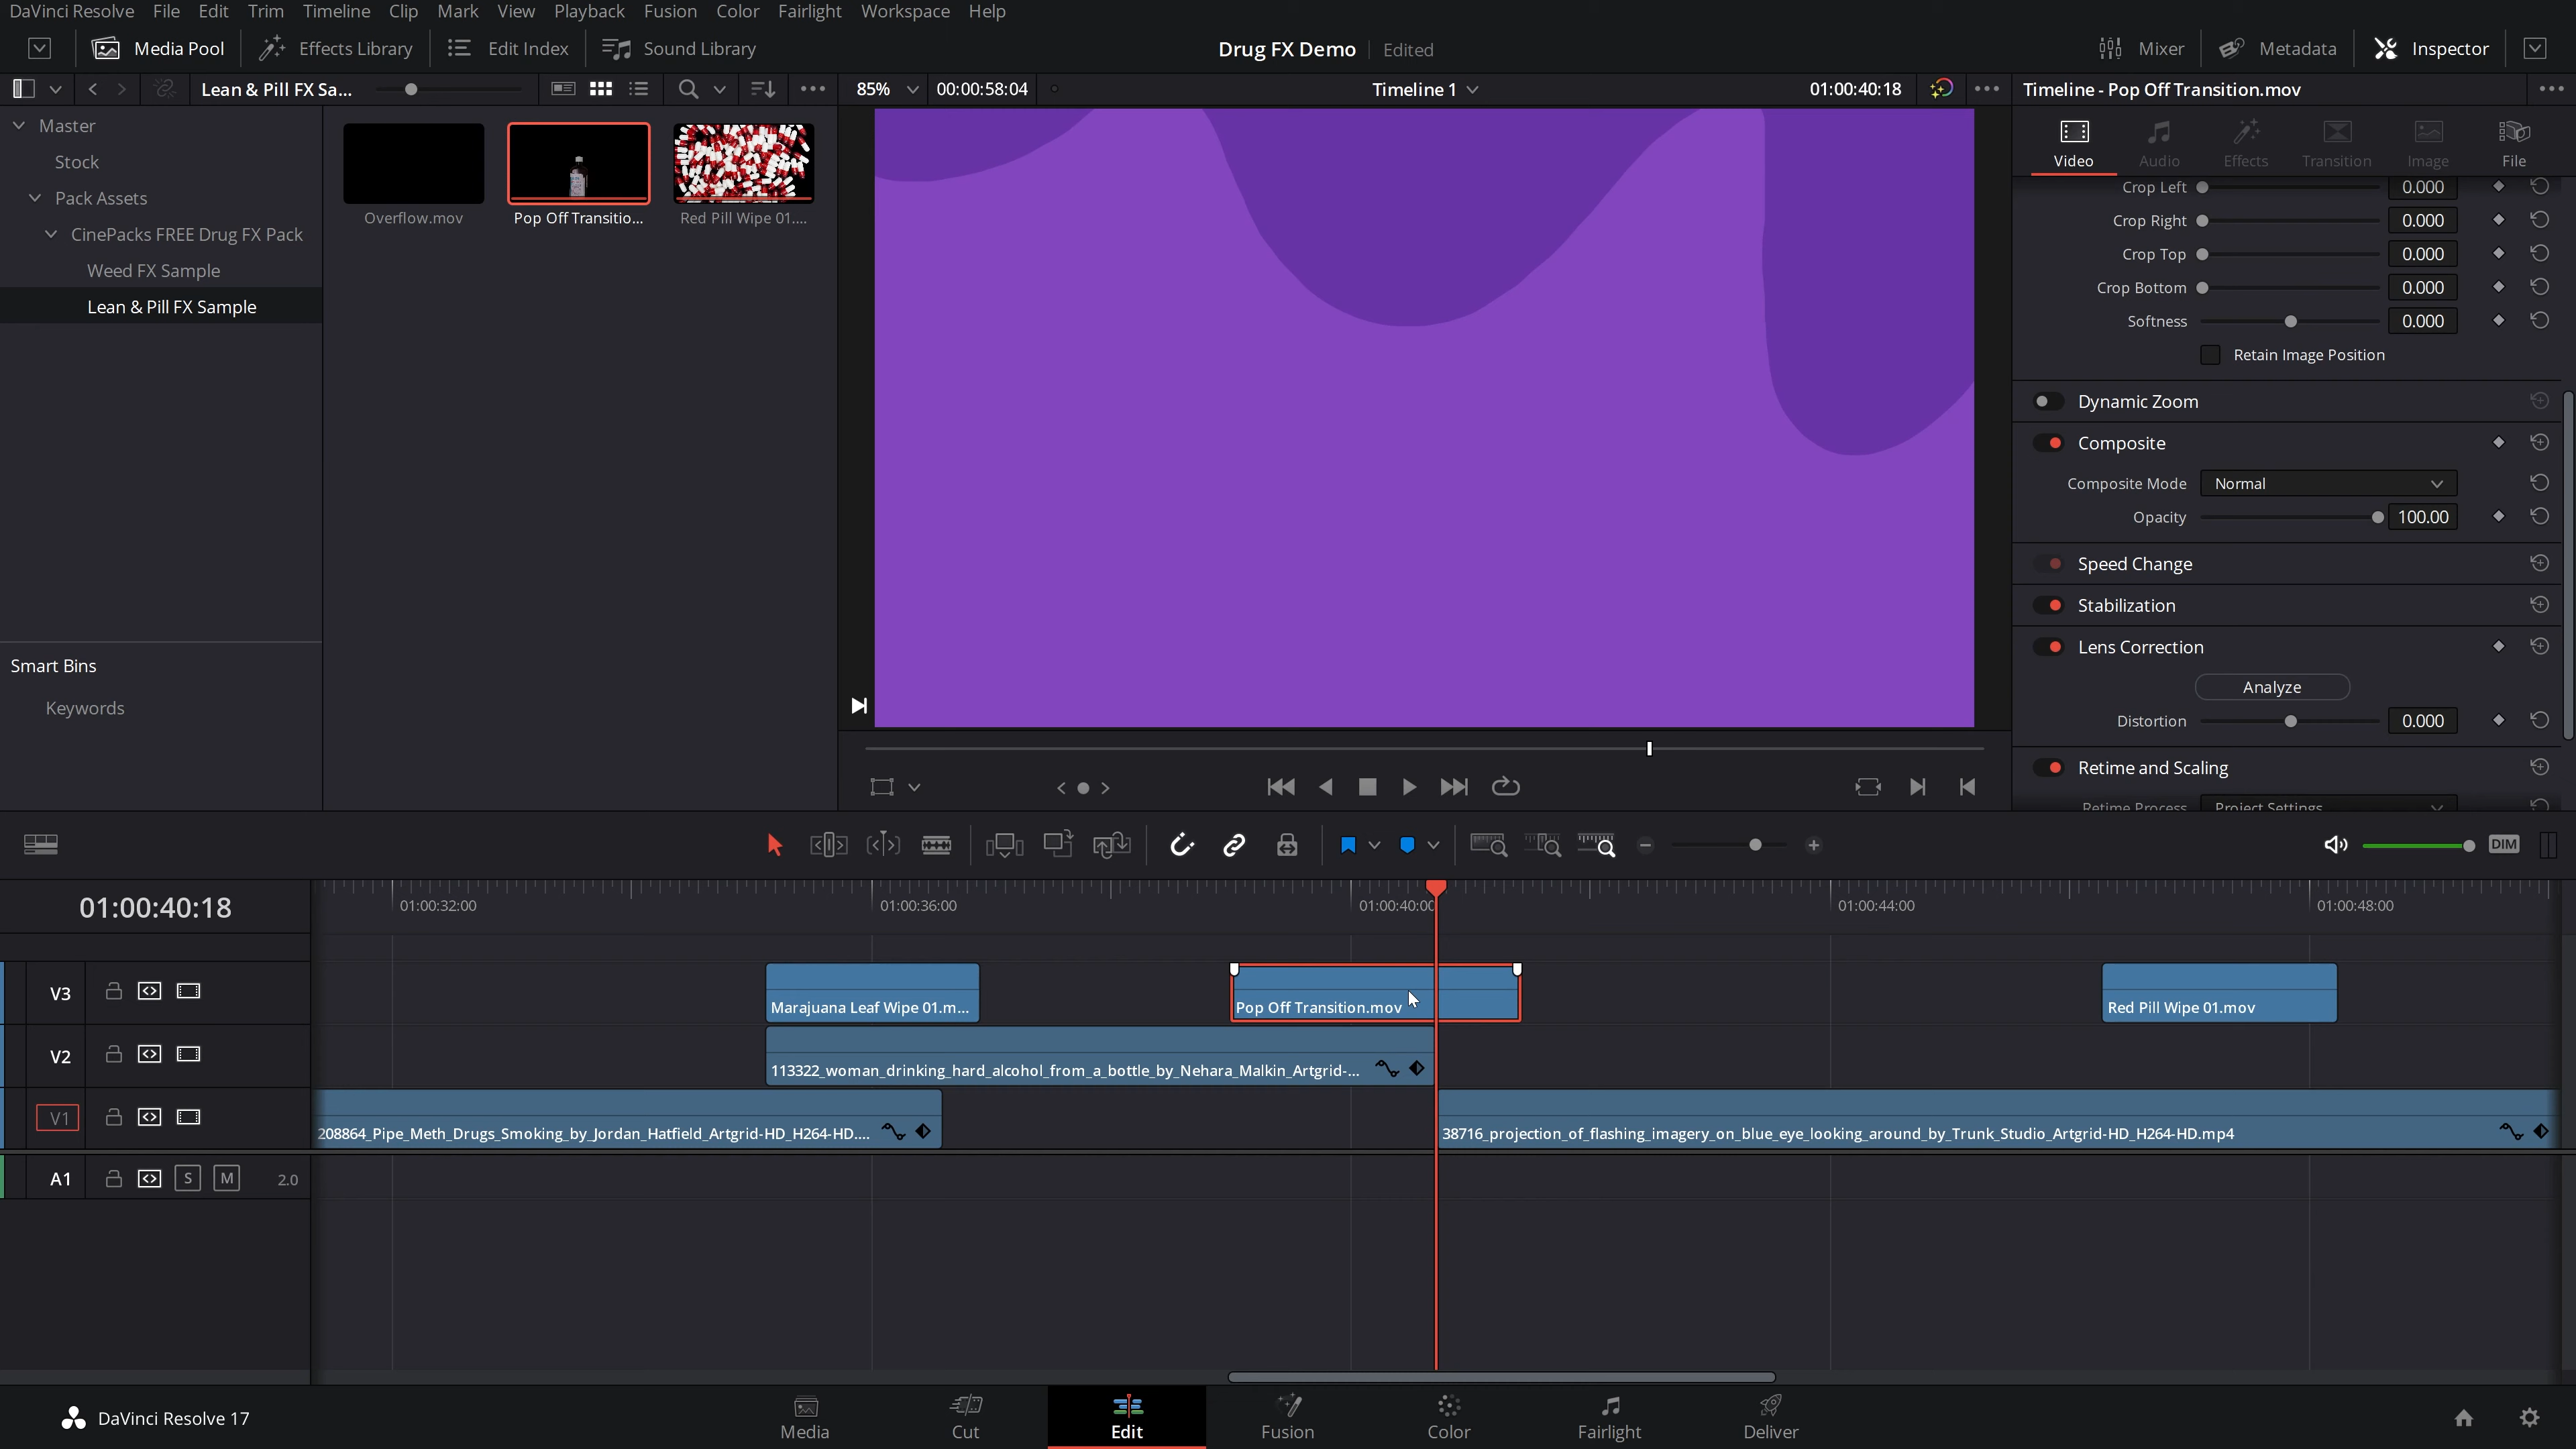 DaVinci Resolve File Edit Trim Timeline Clip Mark View Playback Fusion Color Fairlight Workspace Help
Media Pool Effects Library Edit Index Sound Library Drug FX Demo Edited Mixer Metadata Inspector
Lean & Pill FX Sa... 85% 00:00:58:04 Timeline 1 01:00:40:18 Timeline - Pop Off Transition.mov
Master
Stock
Pack Assets
CinePacks FREE Drug FX Pack
Weed FX Sample
Lean & Pill FX Sample
Smart Bins
Keywords
Overflow.mov Pop Off Transitio... Red Pill Wipe 01....
Video Audio Effects Transition Image File
Crop Left 0.000
Crop Right 0.000
Crop Top 0.000
Crop Bottom 0.000
Softness 0.000
Retain Image Position
Dynamic Zoom
Composite
Composite Mode Normal
Opacity 100.00
Speed Change
Stabilization
Lens Correction
Analyze
Distortion 0.000
Retime and Scaling
Retime Process Project Settings
DIM
01:00:40:18 01:00:32:00 01:00:36:00 01:00:40:00 01:00:44:00 01:00:48:00
V3 Marajuana Leaf Wipe 01.m... Pop Off Transition.mov Red Pill Wipe 01.mov
V2 113322_woman_drinking_hard_alcohol_from_a_bottle_by_Nehara_Malkin_Artgrid-...
V1 208864_Pipe_Meth_Drugs_Smoking_by_Jordan_Hatfield_Artgrid-HD_H264-HD.... 38716_projection_of_flashing_imagery_on_blue_eye_looking_around_by_Trunk_Studio_Artgrid-HD_H264-HD.mp4
A1 S M 2.0
DaVinci Resolve 17 Media Cut Edit Fusion Color Fairlight Deliver